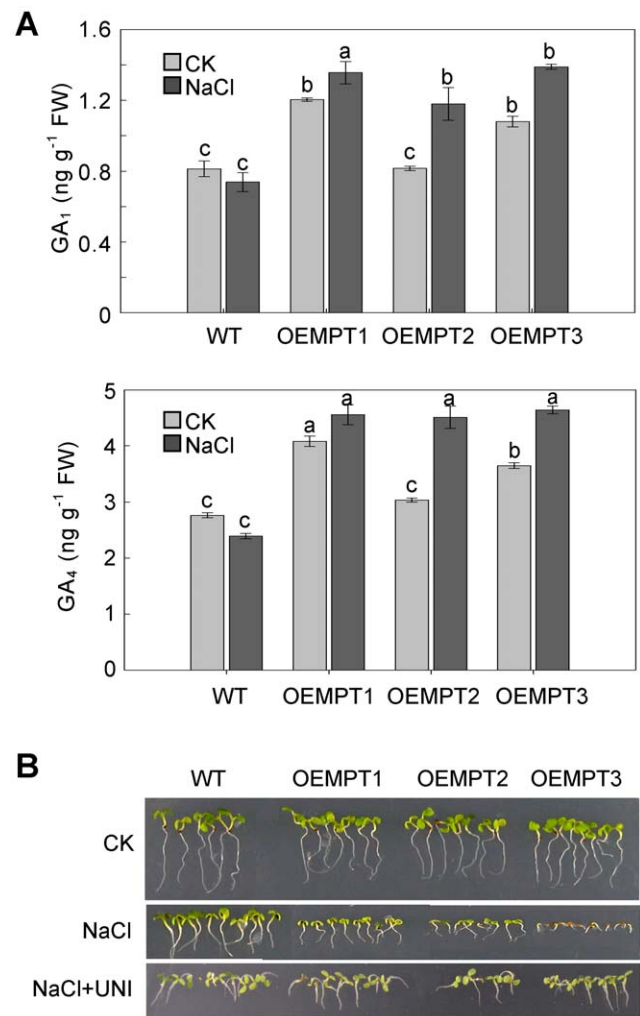 A
1.6
1.2
0.8
0.4
0
GA₁ (ng g⁻¹ FW)
CK
NaCl
c
c
b
a
c
b
b
b
WT
OEMPT1
OEMPT2
OEMPT3
5
4
3
2
1
0
GA₄ (ng g⁻¹ FW)
CK
NaCl
c
c
a
a
c
a
b
a
WT
OEMPT1
OEMPT2
OEMPT3
B
WT
OEMPT1
OEMPT2
OEMPT3
CK
NaCl
NaCl+UNI